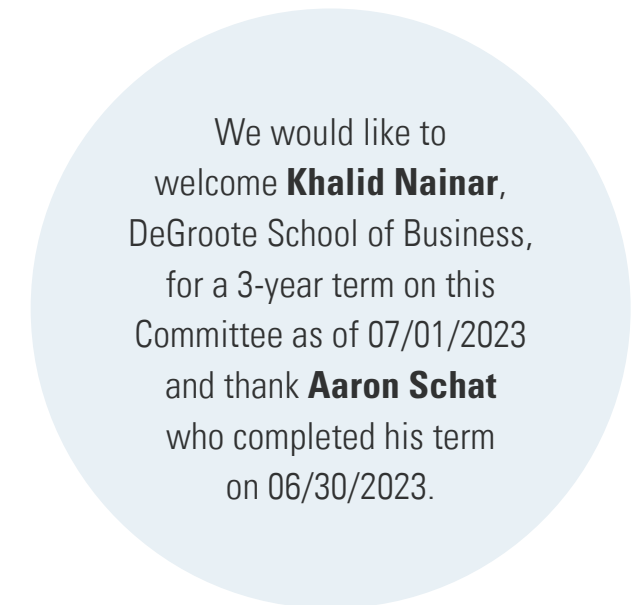 We would like to
welcome Khalid Nainar,
DeGroote School of Business,
for a 3-year term on this
Committee as of 07/01/2023
and thank Aaron Schat
who completed his term
on 06/30/2023.